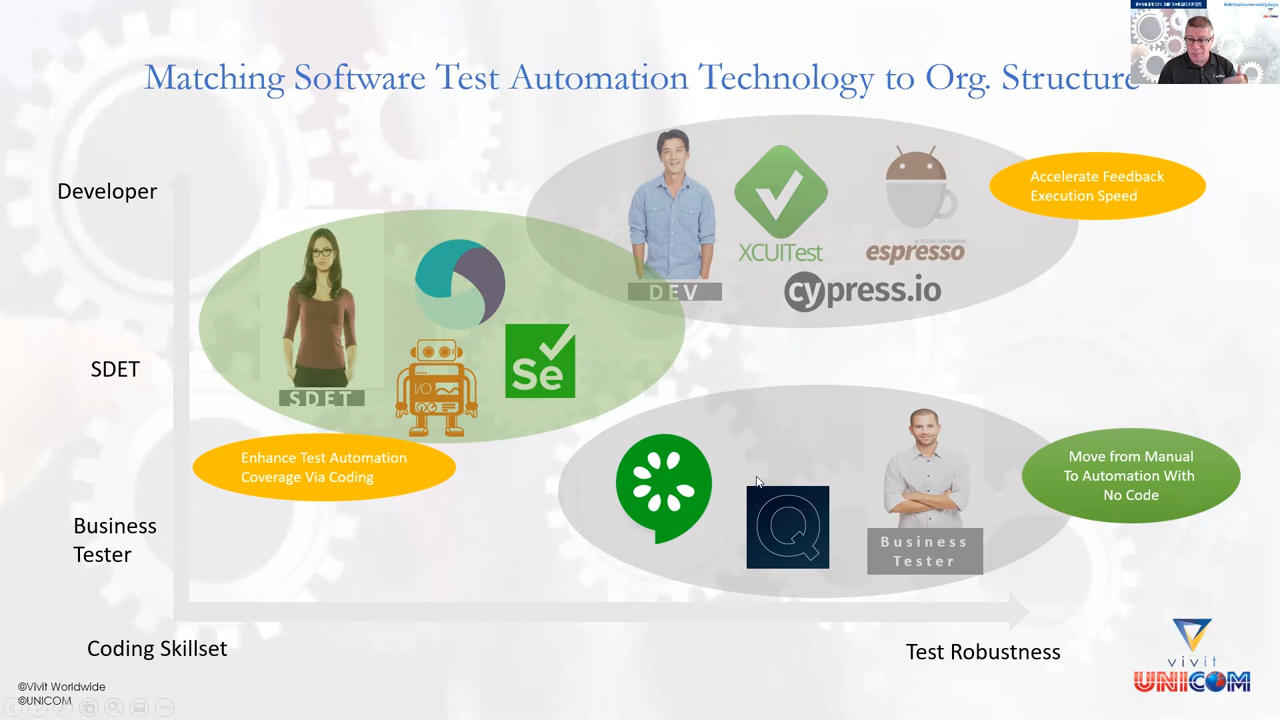 Matching Software Test Automation Technology to Org. Structure
Developer
Accelerate Feedback
Execution Speed
XCUITest
espresso
DEV
cypress.io
SDET
Se
I/O
SDET
Enhance Test Automation
Coverage Via Coding
Move from Manual
To Automation With
No Code
Business
Tester
Q
Business
Tester
Coding Skillset
Test Robustness
vivit
UNICOM
©Vivit Worldwide
©UNICOM